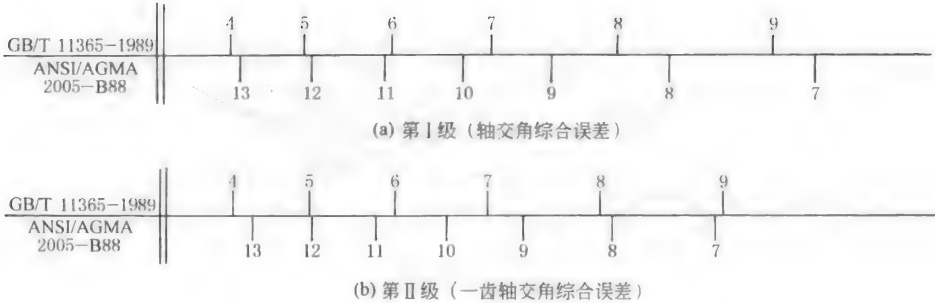 4 5 6 7 8 9
GB/T 11365-1989
ANSI/AGMA
2005-B88
13 12 11 10 9 8 7
(a) 第Ⅰ级（轴交角综合误差）
4 5 6 7 8 9
GB/T 11365-1989
ANSI/AGMA
2005-B88
13 12 11 10 9 8 7
(b) 第Ⅱ级（一齿轴交角综合误差）